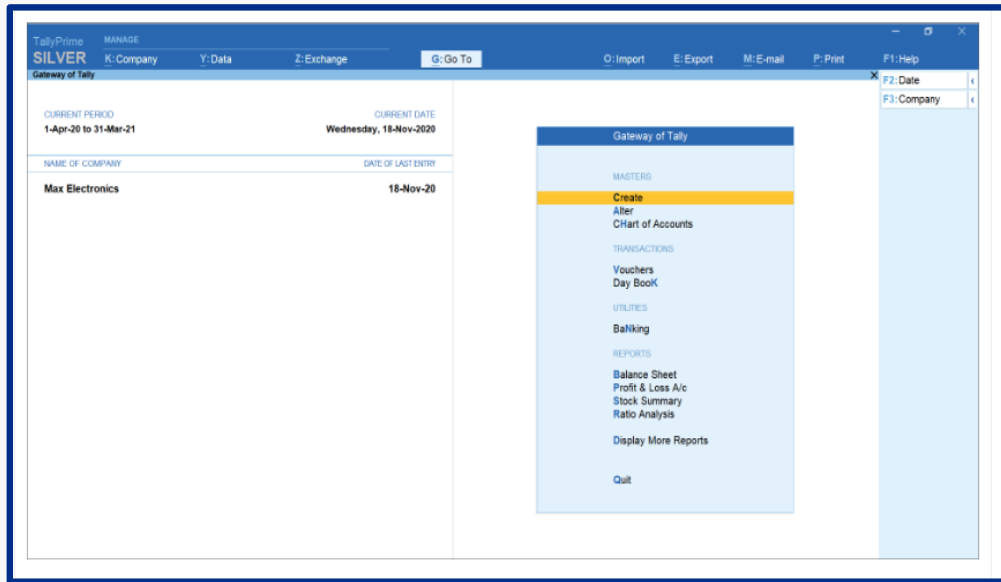 TallyPrime MANAGE
SILVER K:Company Y:Data Z:Exchange G:Go To O:Import E:Export M:E-mail P:Print F1:Help
Gateway of Tally X F2:Date
F3:Company
CURRENT PERIOD CURRENT DATE
1-Apr-20 to 31-Mar-21 Wednesday, 18-Nov-2020
NAME OF COMPANY DATE OF LAST ENTRY
Max Electronics 18-Nov-20
Gateway of Tally
MASTERS
Create
Alter
CHart of Accounts
TRANSACTIONS
Vouchers
Day BooK
UTILITIES
BaNking
REPORTS
Balance Sheet
Profit & Loss A/c
Stock Summary
Ratio Analysis
Display More Reports
Quit